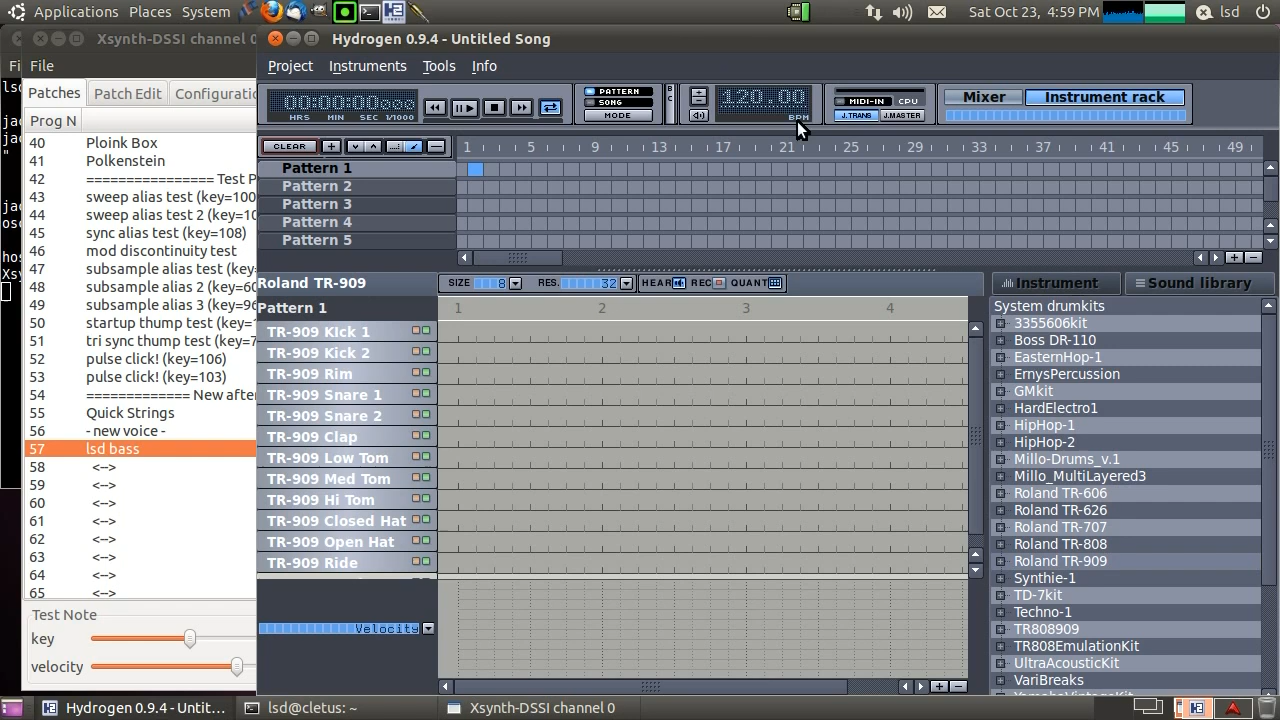 Applications Places System
Sat Oct 23, 4:59 PM
lsd
Xsynth-DSSI channel 0
Hydrogen 0.9.4 - Untitled Song
Fi
File
Project Instruments Tools Info
Patches Patch Edit Configuratio
Prog N
40 Ploink Box
41 Polkenstein
42 ================ Test P
43 sweep alias test (key=100
44 sweep alias test 2 (key=10
45 sync alias test (key=108)
46 mod discontinuity test
47 subsample alias test (key=
48 subsample alias 2 (key=60
49 subsample alias 3 (key=96
50 startup thump test (key=1
51 tri sync thump test (key=7
52 pulse click! (key=106)
53 pulse click! (key=103)
54 ============= New after
55 Quick Strings
56 - new voice -
57 lsd bass
58 <-->
59 <-->
60 <-->
61 <-->
62 <-->
63 <-->
64 <-->
65 <-->
Test Note
key
velocity
00:00:00
HRS MIN SEC 1/1000
PATTERN
SONG
MODE
B
C
120.00
BPM
MIDI-IN CPU
J.TRANS J.MASTER
Mixer Instrument rack
CLEAR
1 5 9 13 17 21 25 29 33 37 41 45 49
Pattern 1
Pattern 2
Pattern 3
Pattern 4
Pattern 5
Roland TR-909
SIZE 8 RES. 32 HEAR REC QUANT
Pattern 1
1 2 3 4
TR-909 KIck 1
TR-909 Kick 2
TR-909 Rim
TR-909 Snare 1
TR-909 Snare 2
TR-909 Clap
TR-909 Low Tom
TR-909 Med Tom
TR-909 Hi Tom
TR-909 Closed Hat
TR-909 Open Hat
TR-909 Ride
Velocity
Instrument Sound library
System drumkits
3355606kit
Boss DR-110
EasternHop-1
ErnysPercussion
GMkit
HardElectro1
HipHop-1
HipHop-2
Millo-Drums_v.1
Millo_MultiLayered3
Roland TR-606
Roland TR-626
Roland TR-707
Roland TR-808
Roland TR-909
Synthie-1
TD-7kit
Techno-1
TR808909
TR808EmulationKit
UltraAcousticKit
VariBreaks
YamahaVintageKit
Hydrogen 0.9.4 - Untit...
lsd@cletus: ~
Xsynth-DSSI channel 0